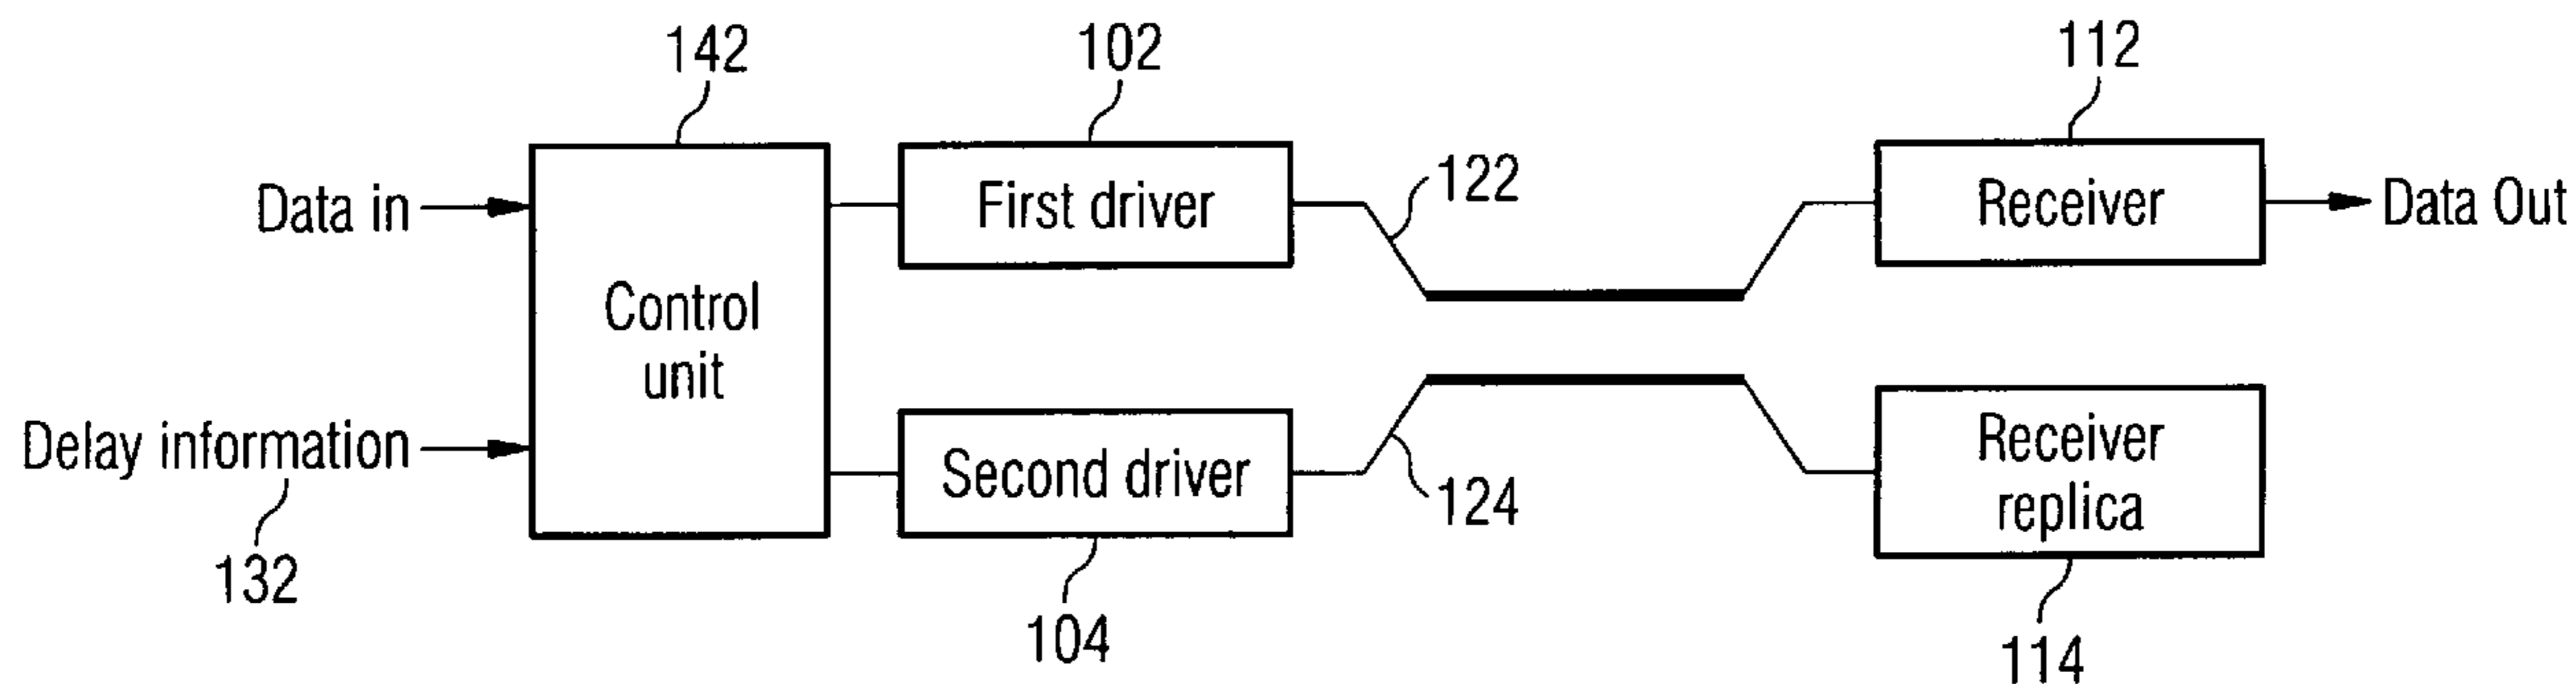 142
102
112
Data in
Control
unit
First driver
122
Receiver
Data Out
Delay information
132
Second driver
104
124
Receiver
replica
114